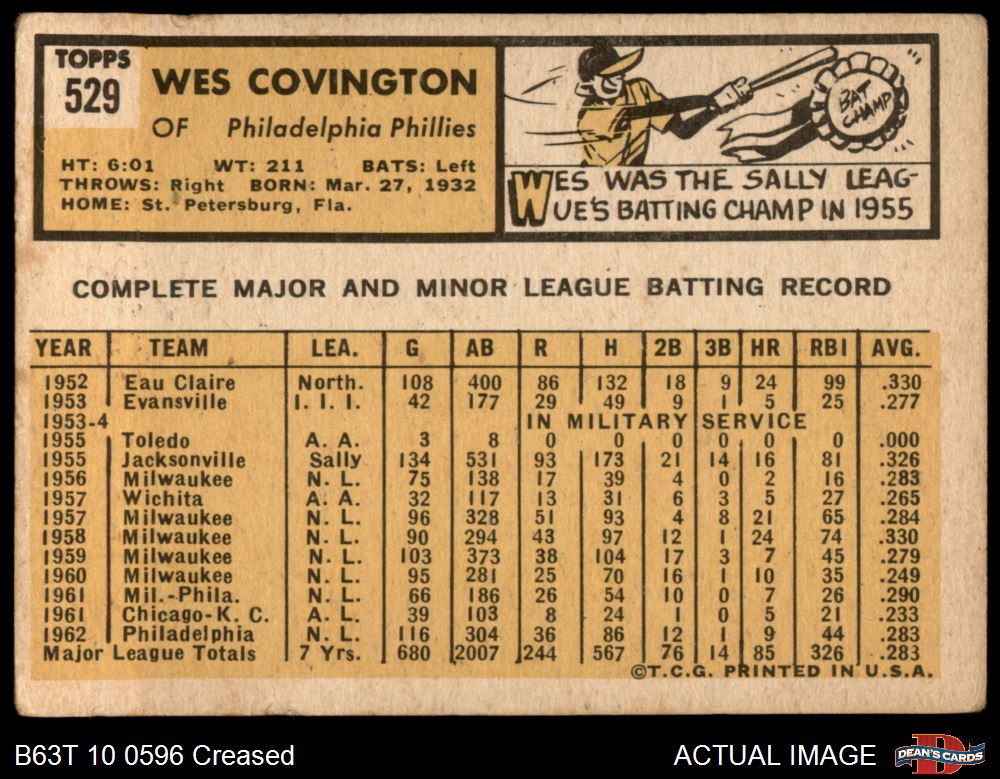 TOPPS
529
WES COVINGTON
OF Philadelphia Phillies
HT: 6:01 WT: 211 BATS: Left
THROWS: Right BORN: Mar. 27, 1932
HOME: St. Petersburg, Fla.
BAT
CHAMP
WES WAS THE SALLY LEAG-
UE'S BATTING CHAMP IN 1955
COMPLETE MAJOR AND MINOR LEAGUE BATTING RECORD
YEAR TEAM LEA. G AB R H 2B 3B HR RBI AVG.
1952 Eau Claire North. 108 400 86 132 18 9 24 99 .330
1953 Evansville I. I. I. 42 177 29 49 9 1 5 25 .277
1953-4 IN MILITARY SERVICE
1955 Toledo A. A. 3 8 0 0 0 0 0 0 .000
1955 Jacksonville Sally 134 531 93 173 21 14 16 81 .326
1956 Milwaukee N. L. 75 138 17 39 4 0 2 16 .283
1957 Wichita A. A. 32 117 13 31 6 3 5 27 .265
1957 Milwaukee N. L. 96 328 51 93 4 8 21 65 .284
1958 Milwaukee N. L. 90 294 43 97 12 1 24 74 .330
1959 Milwaukee N. L. 103 373 38 104 17 3 7 45 .279
1960 Milwaukee N. L. 95 281 25 70 16 1 10 35 .249
1961 Mil.-Phila. N. L. 66 186 26 54 10 0 7 26 .290
1961 Chicago-K. C. A. L. 39 103 8 24 1 0 5 21 .233
1962 Philadelphia N. L. 116 304 36 86 12 1 9 44 .283
Major League Totals 7 Yrs. 680 2007 244 567 76 14 85 326 .283
©T.C.G. PRINTED IN U.S.A.
B63T 10 0596 Creased
ACTUAL IMAGE
DEAN'S CARDS